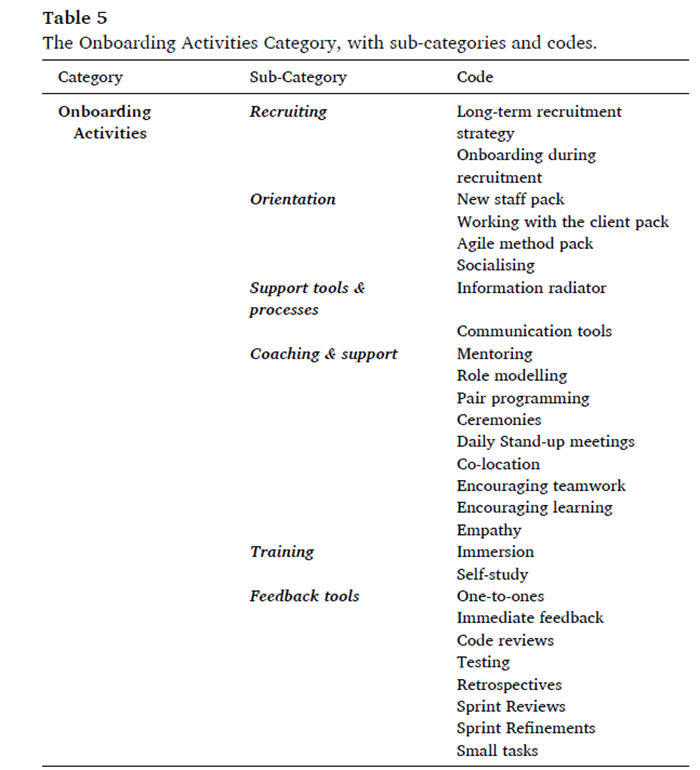 Table 5
The Onboarding Activities Category, with sub-categories and codes.
Category Sub-Category Code
Onboarding Recruiting Long-term recruitment
Activities strategy
Onboarding during
recruitment
Orientation New staff pack
Working with the client pack
Agile method pack
Socialising
Support tools & Information radiator
processes
Communication tools
Coaching & support Mentoring
Role modelling
Pair programming
Ceremonies
Daily Stand-up meetings
Co-location
Encouraging teamwork
Encouraging learning
Empathy
Training Immersion
Self-study
Feedback tools One-to-ones
Immediate feedback
Code reviews
Testing
Retrospectives
Sprint Reviews
Sprint Refinements
Small tasks